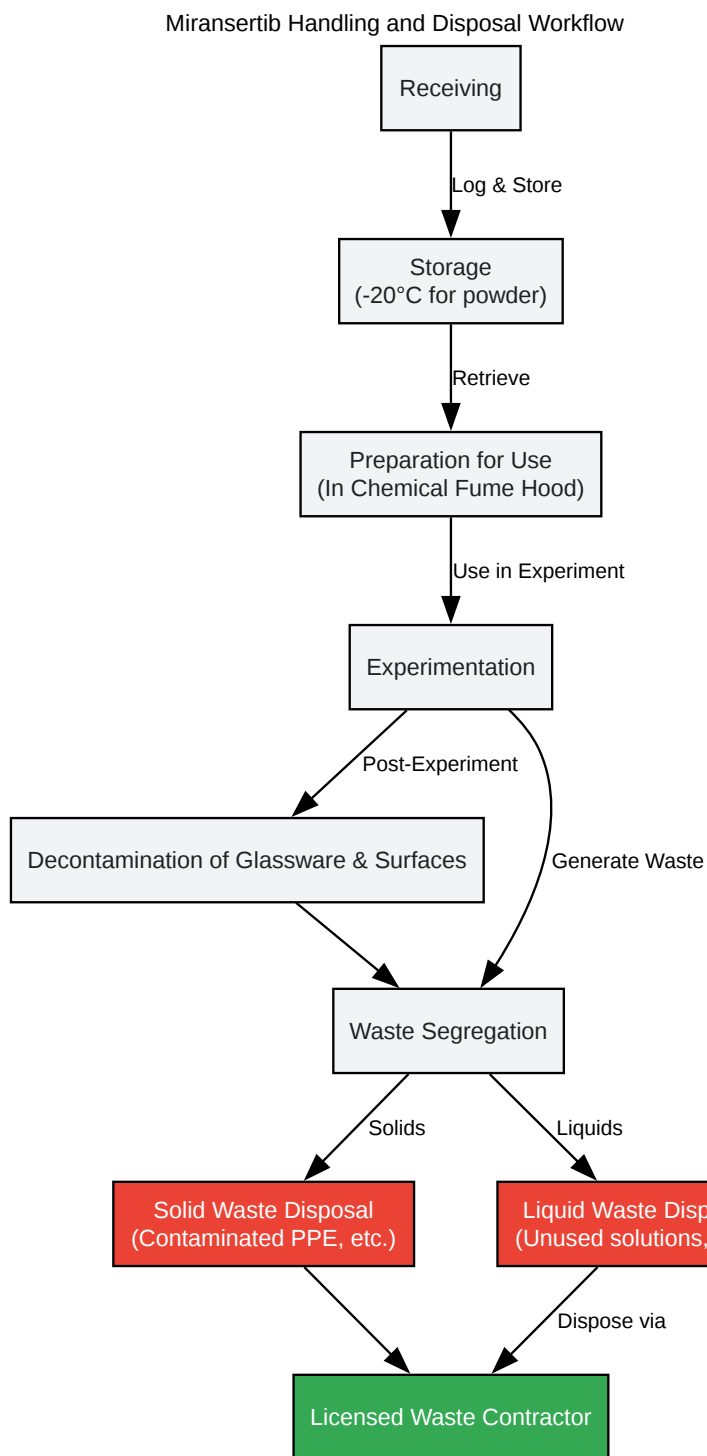 Miransertib Handling and Disposal Workflow
Receiving
Log & Store
Storage
(-20°C for powder)
Retrieve
Preparation for Use
(In Chemical Fume Hood)
Use in Experiment
Experimentation
Post-Experiment
Decontamination of Glassware & Surfaces
Generate Waste
Waste Segregation
Solids
Liquids
Solid Waste Disposal
(Contaminated PPE, etc.)
Liquid Waste Disp
(Unused solutions,
Dispose via
Licensed Waste Contractor